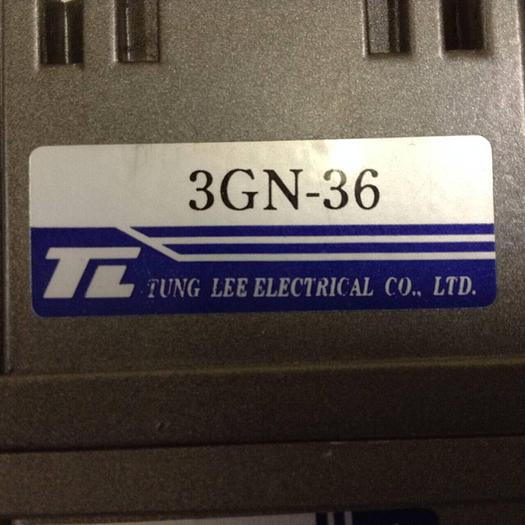 3GN-36
TL TUNG LEE ELECTRICAL CO., LTD.